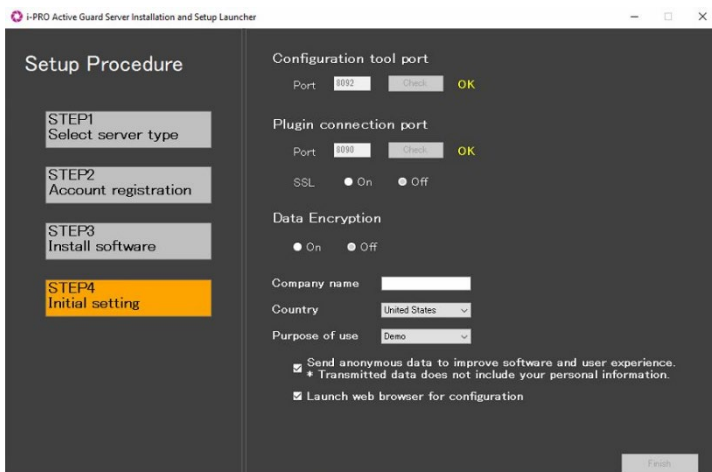 i-PRO Active Guard Server Installation and Setup Launcher
Setup Procedure
STEP1
Select server type
STEP2
Account registration
STEP3
Install software
STEP4
Initial setting
Configuration tool port
Port 8092 Check OK
Plugin connection port
Port 8090 Check OK
SSL On Off
Data Encryption
On Off
Company name
Country United States
Purpose of use Demo
Send anonymous data to improve software and user experience.
* Transmitted data does not include your personal information.
Launch web browser for configuration
Finish